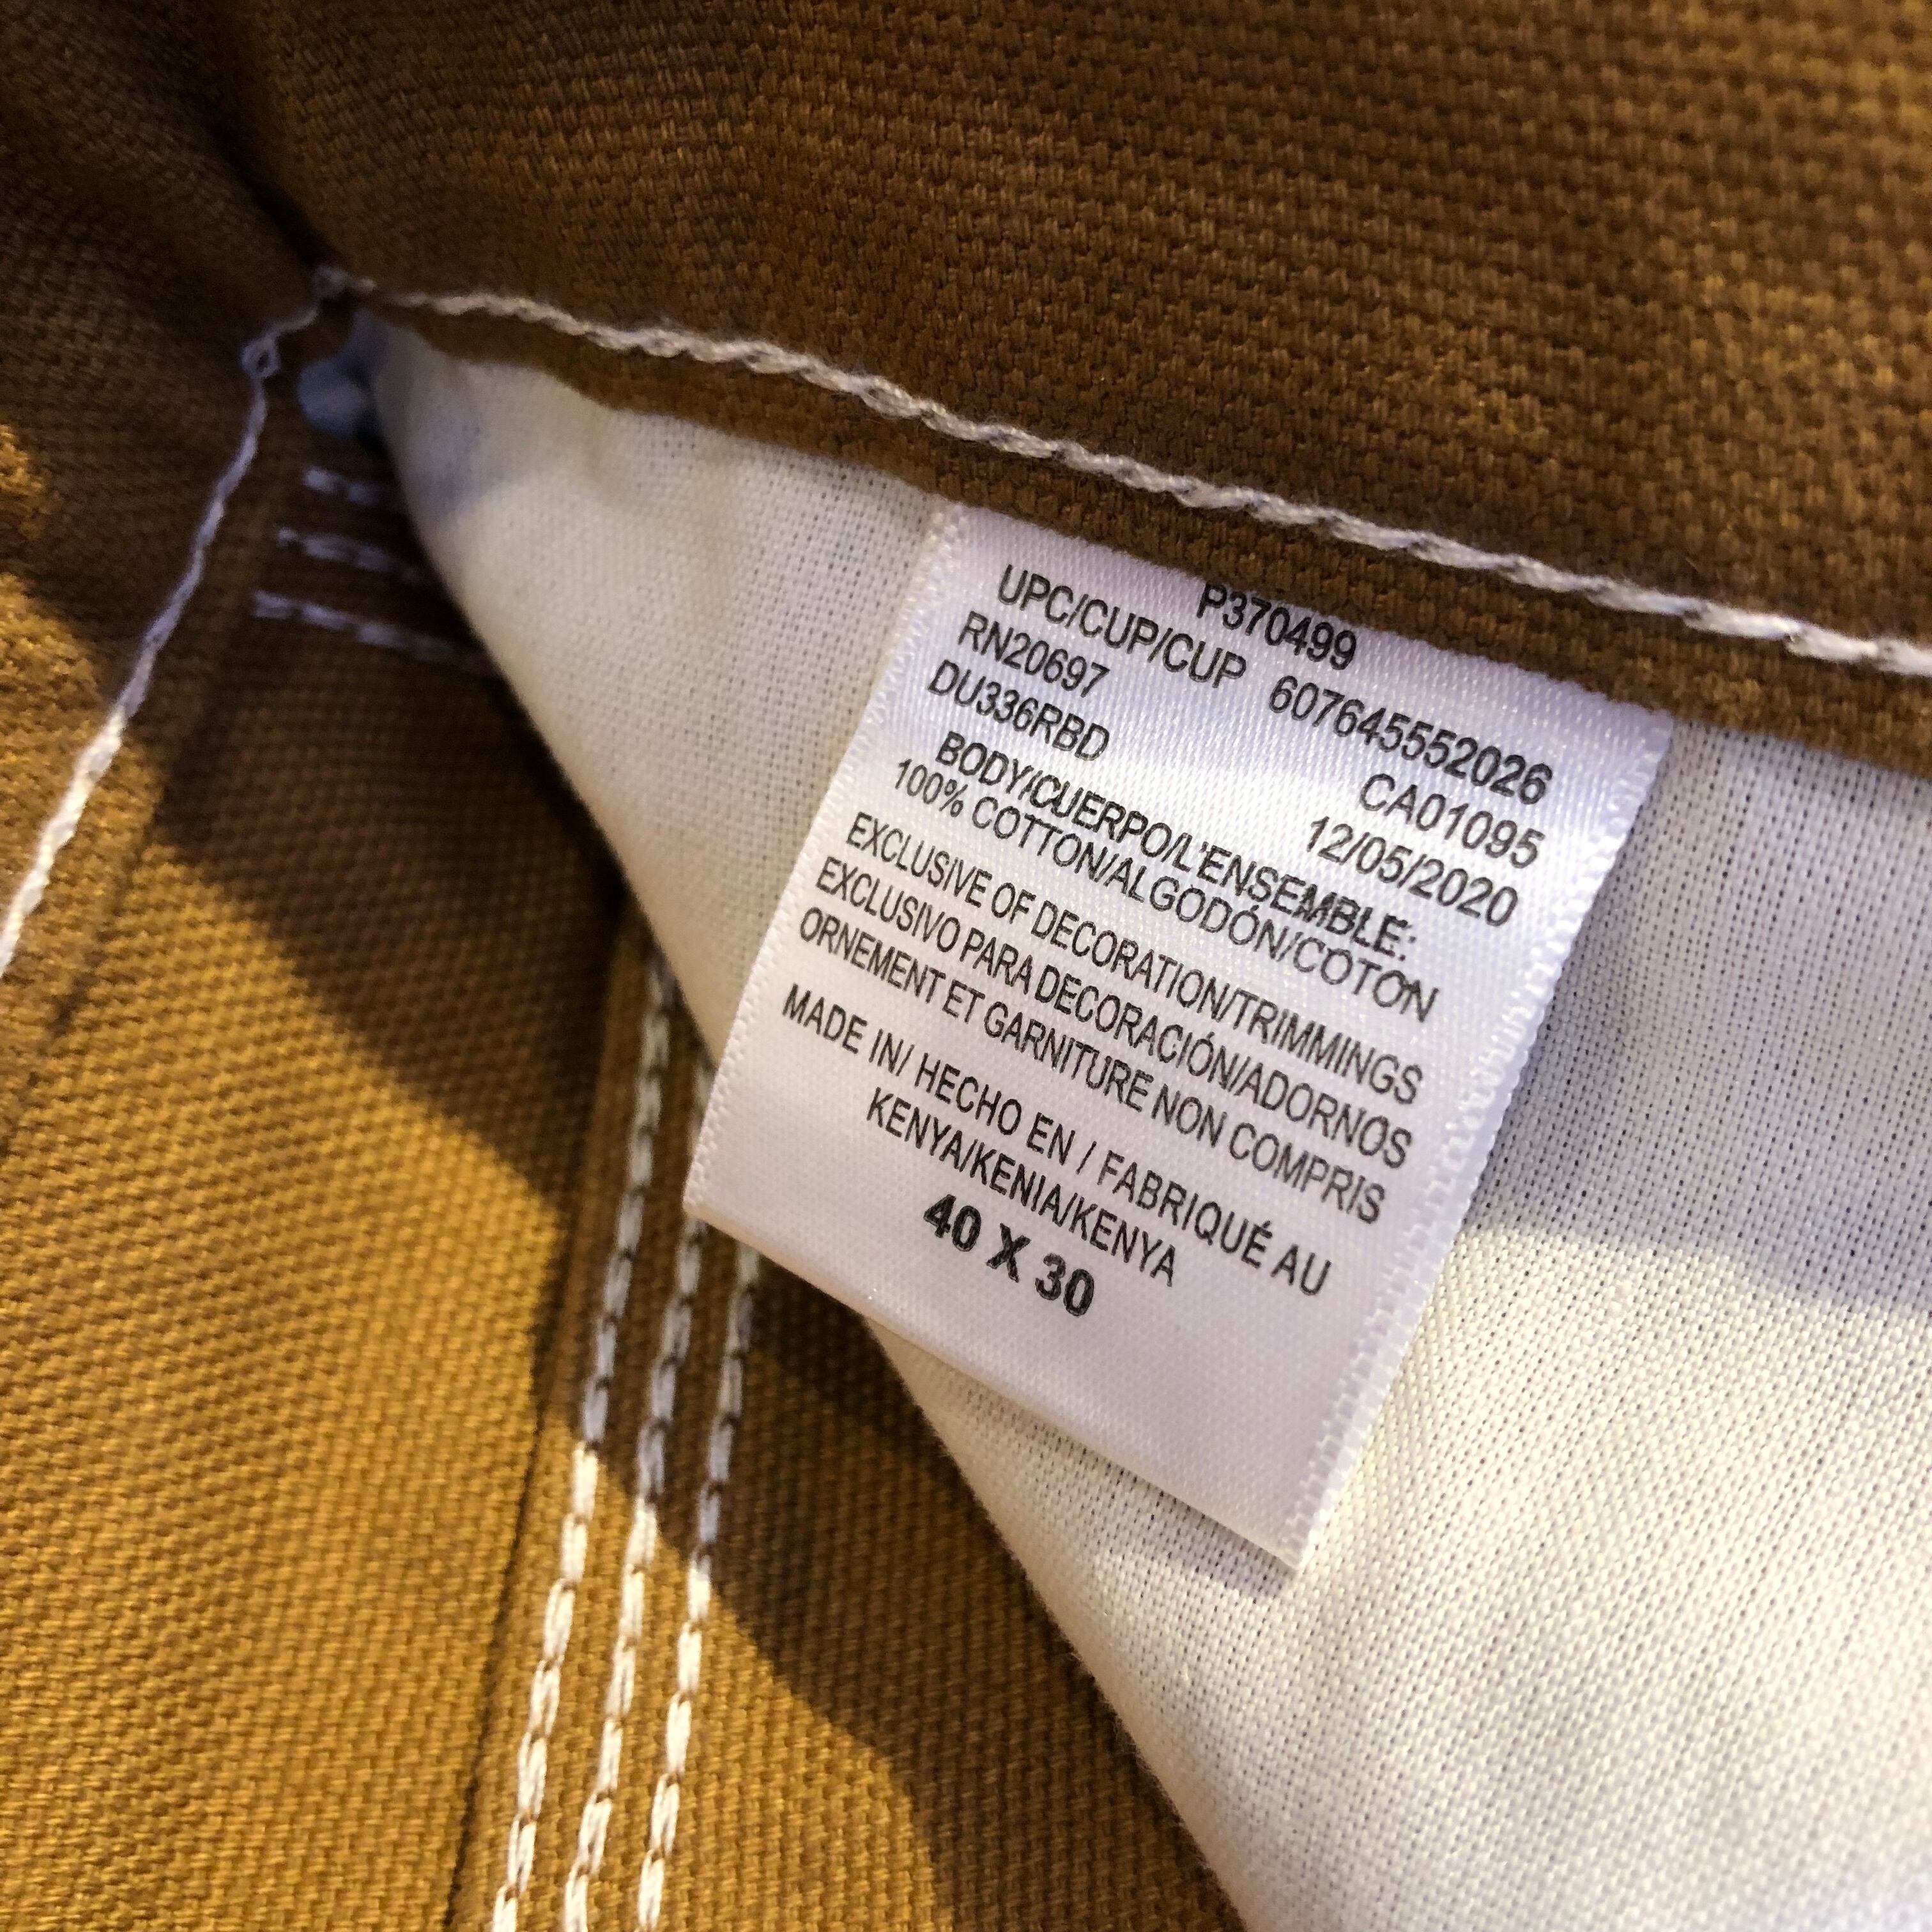 P370499
UPC/CUP/CUP 607645552026
RN20697 CA01095
DU336RBD 12/05/2020
BODY/CUERPO/L'ENSEMBLE:
100% COTTON/ALGODÓN/COTON
EXCLUSIVE OF DECORATION/TRIMMINGS
EXCLUSIVO PARA DECORACIÓN/ADORNOS
ORNEMENT ET GARNITURE NON COMPRIS
MADE IN/ HECHO EN / FABRIQUÉ AU
KENYA/KENIA/KENYA
40 X 30